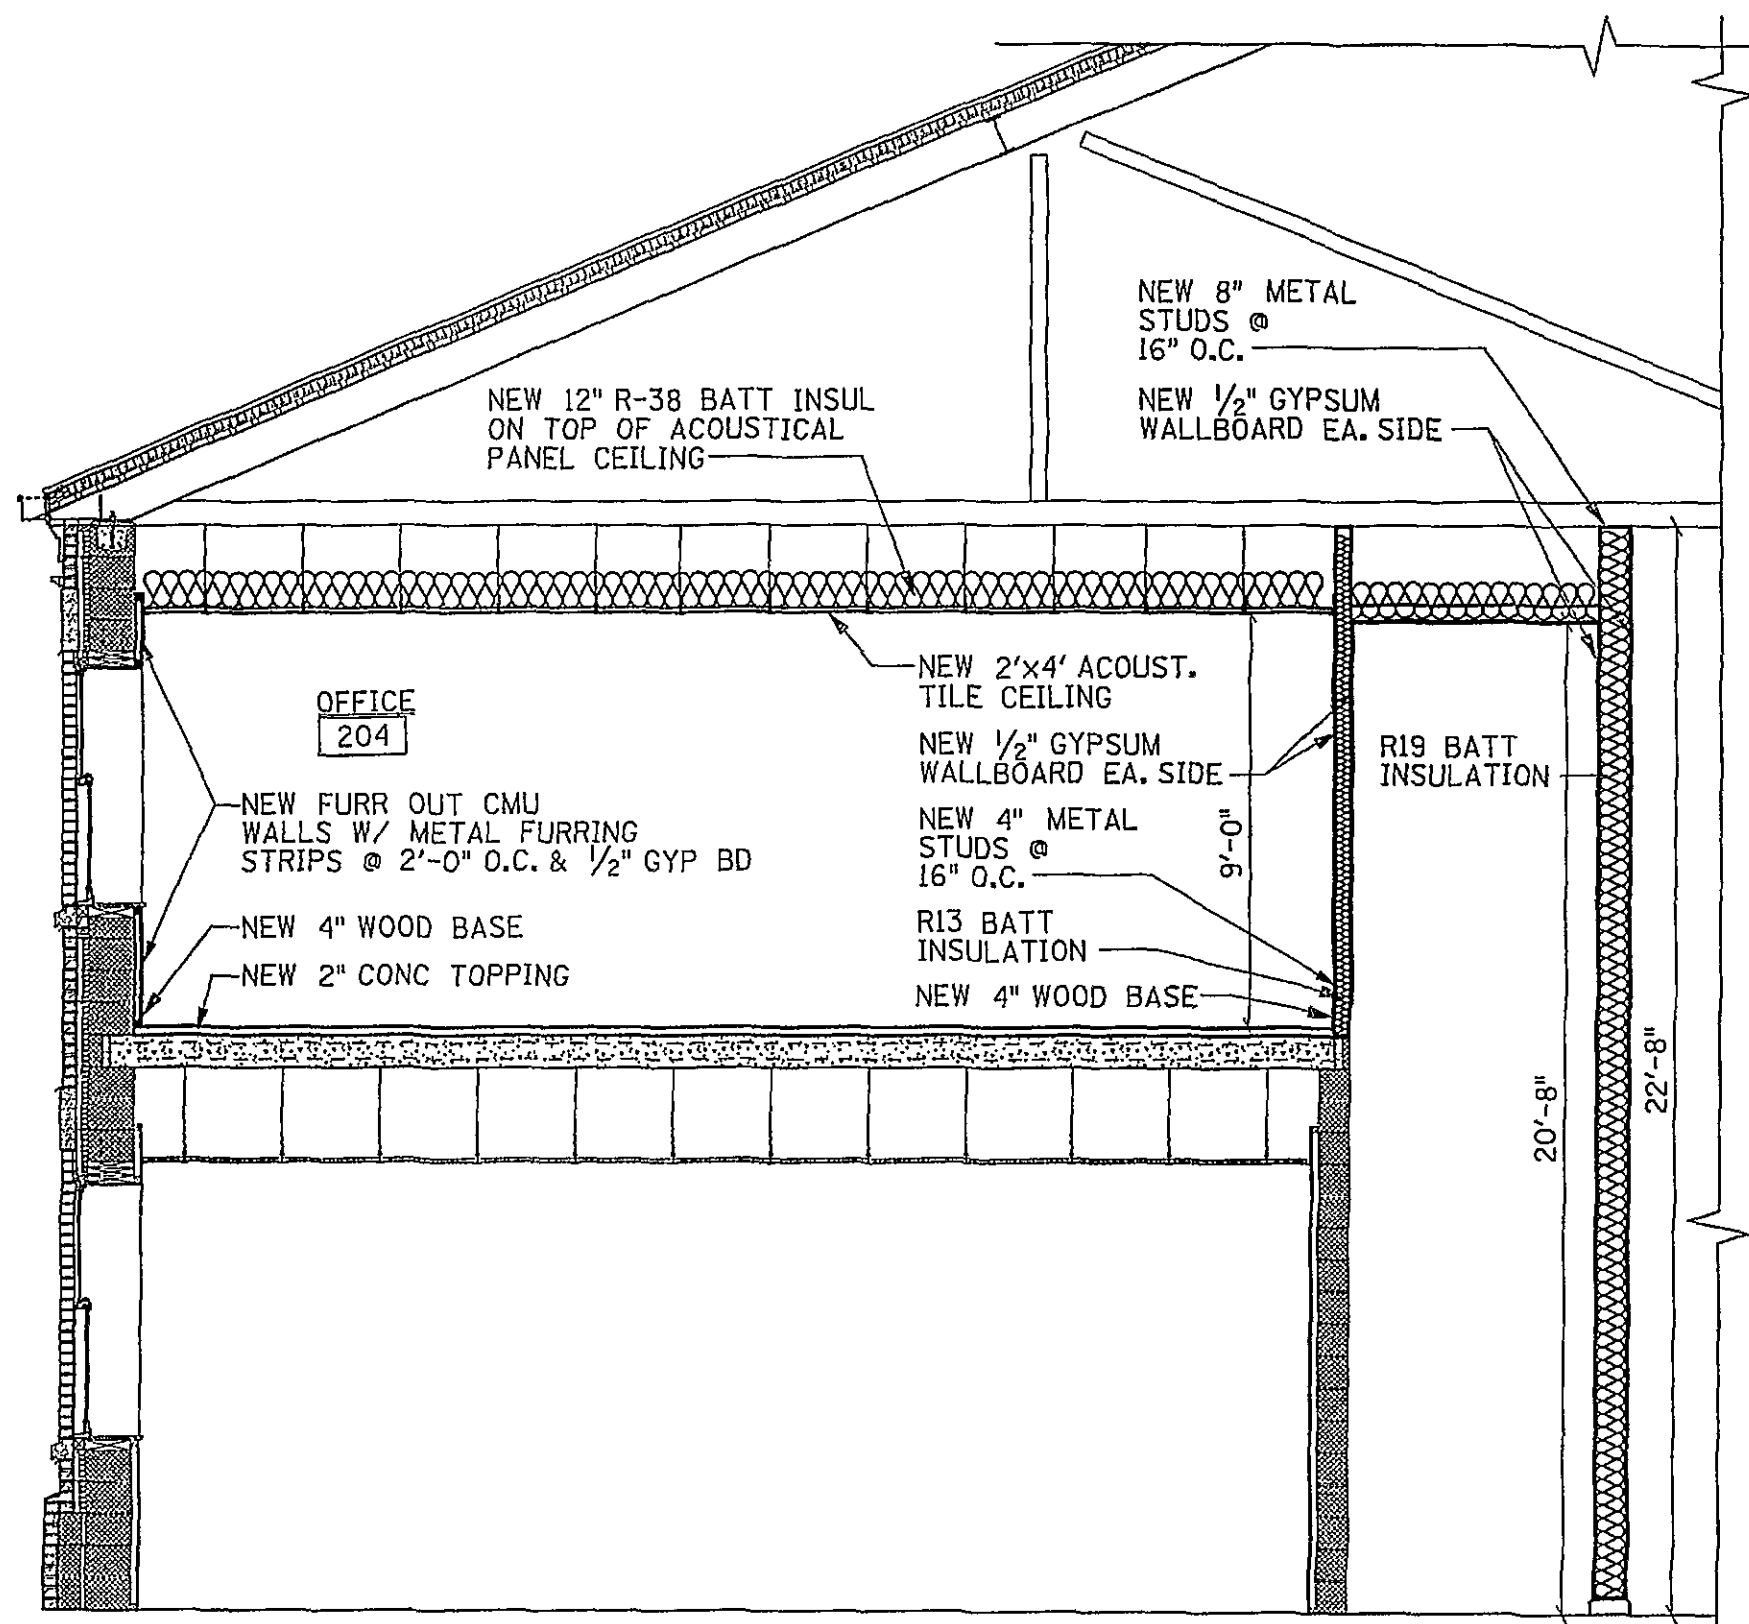 NEW 8" METAL
STUDS @
16" O.C.
NEW 1/2" GYPSUM
WALLBOARD EA. SIDE
NEW 12" R-38 BATT INSUL
ON TOP OF ACOUSTICAL
PANEL CEILING
OFFICE
204
NEW FURR OUT CMU
WALLS W/ METAL FURRING
STRIPS @ 2'-0" O.C. & 1/2" GYP BD
NEW 4" WOOD BASE
NEW 2" CONC TOPPING
NEW 2'x4' ACOUST.
TILE CEILING
NEW 1/2" GYPSUM
WALLBOARD EA. SIDE
NEW 4" METAL
STUDS @
16" O.C.
R13 BATT
INSULATION
NEW 4" WOOD BASE
9'-0"
R19 BATT
INSULATION
20'-8"
22'-8"